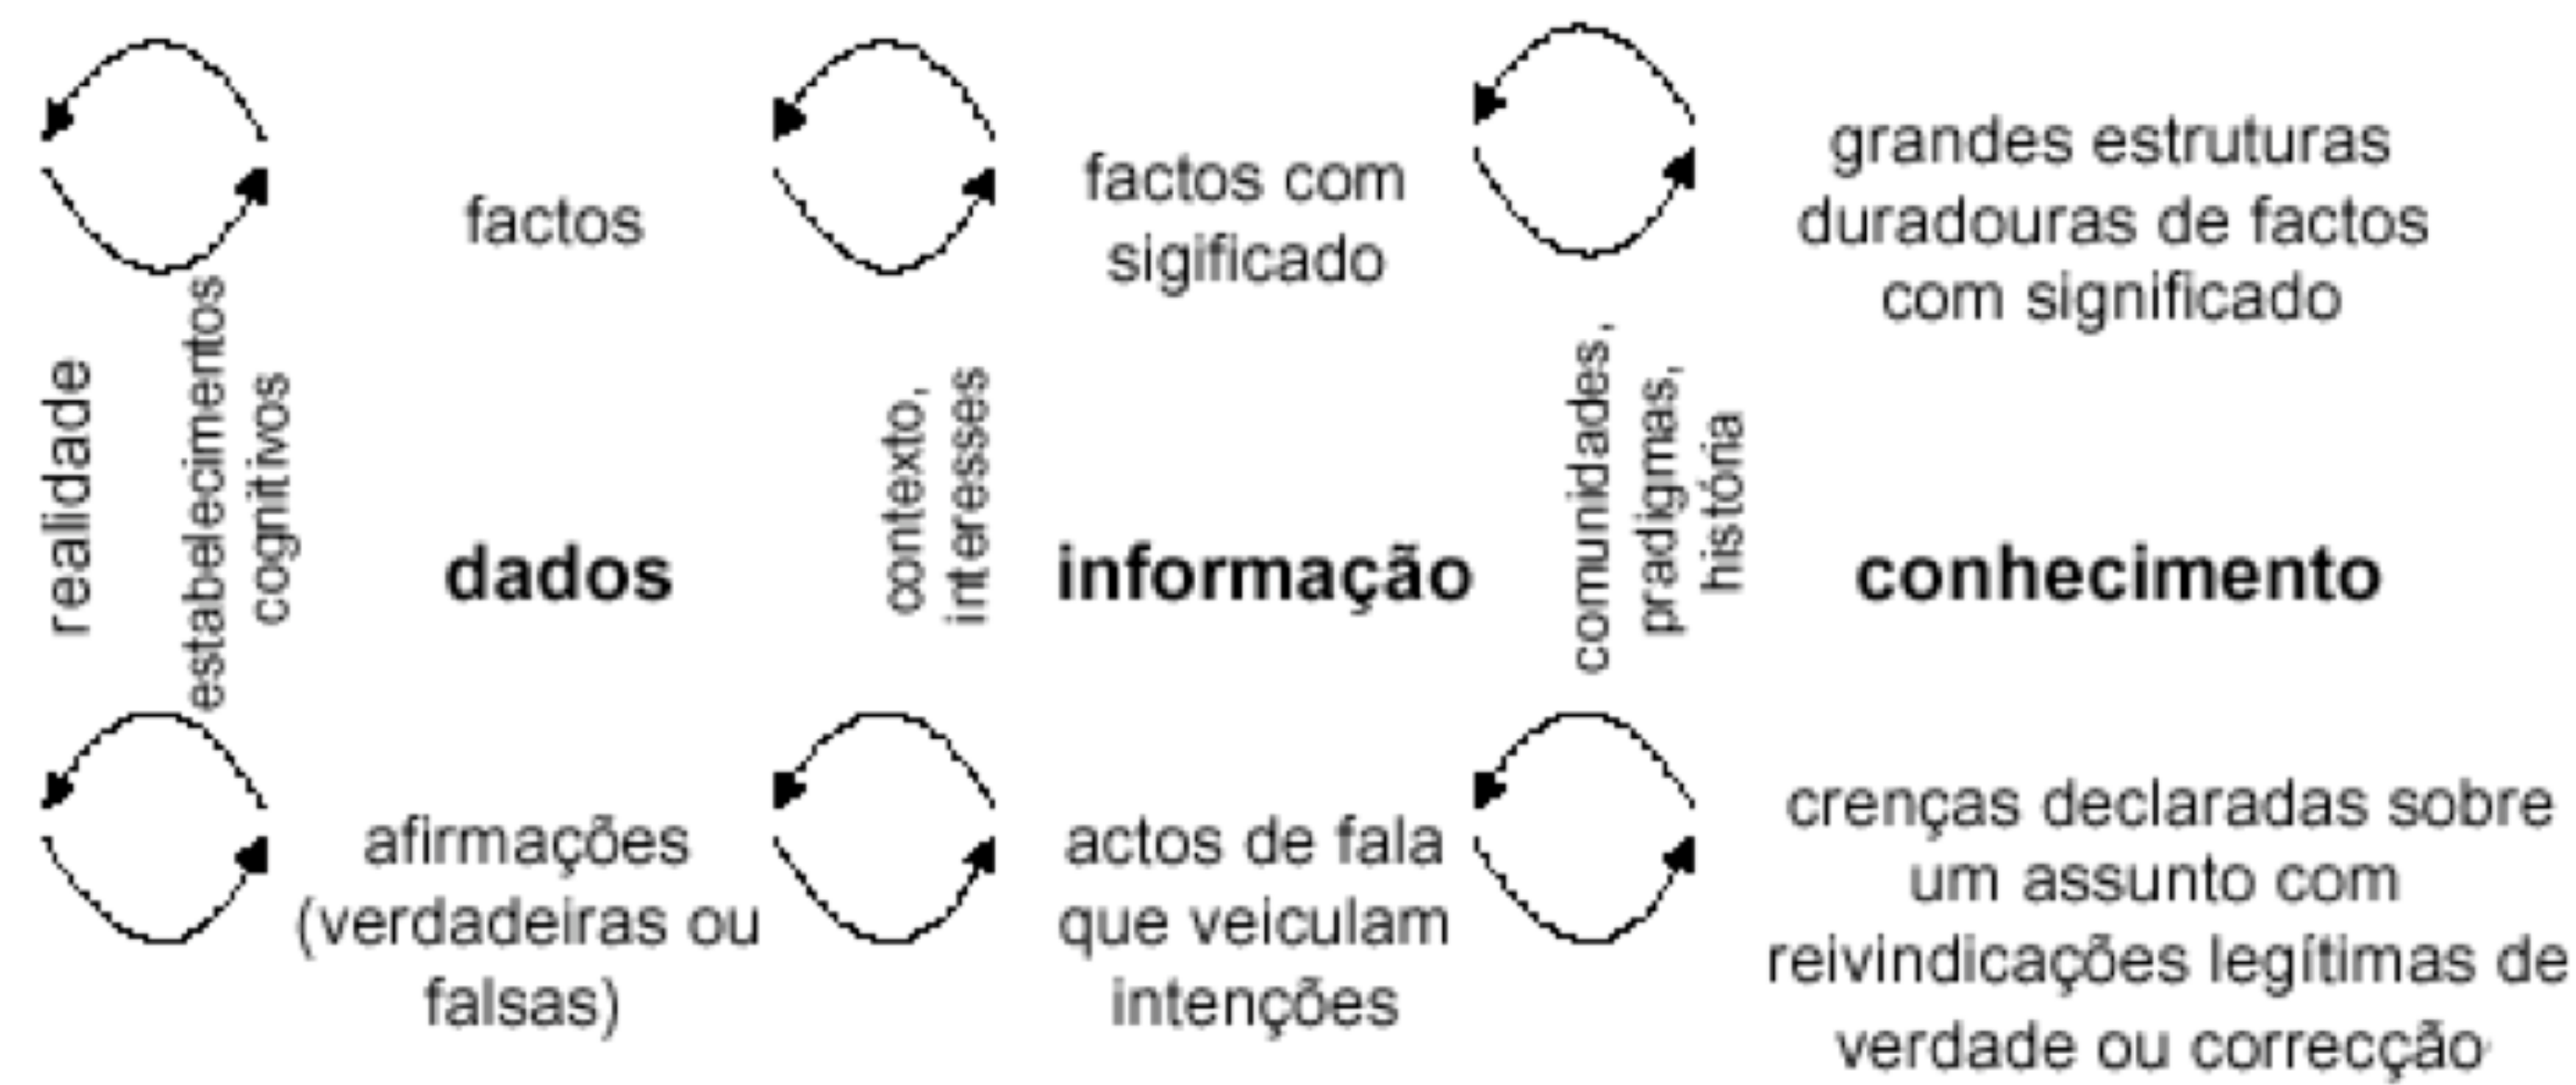 realidade
estabelecimentos
cognitivos
factos
dados
afirmações
(verdadeiras ou
falsas)
contexto,
interesses
factos com
sigificado
informação
actos de fala
que veiculam
intenções
comunidades,
pradigmas,
história
grandes estruturas
duradouras de factos
com significado
conhecimento
crenças declaradas sobre
um assunto com
reivindicações legítimas de
verdade ou correcção